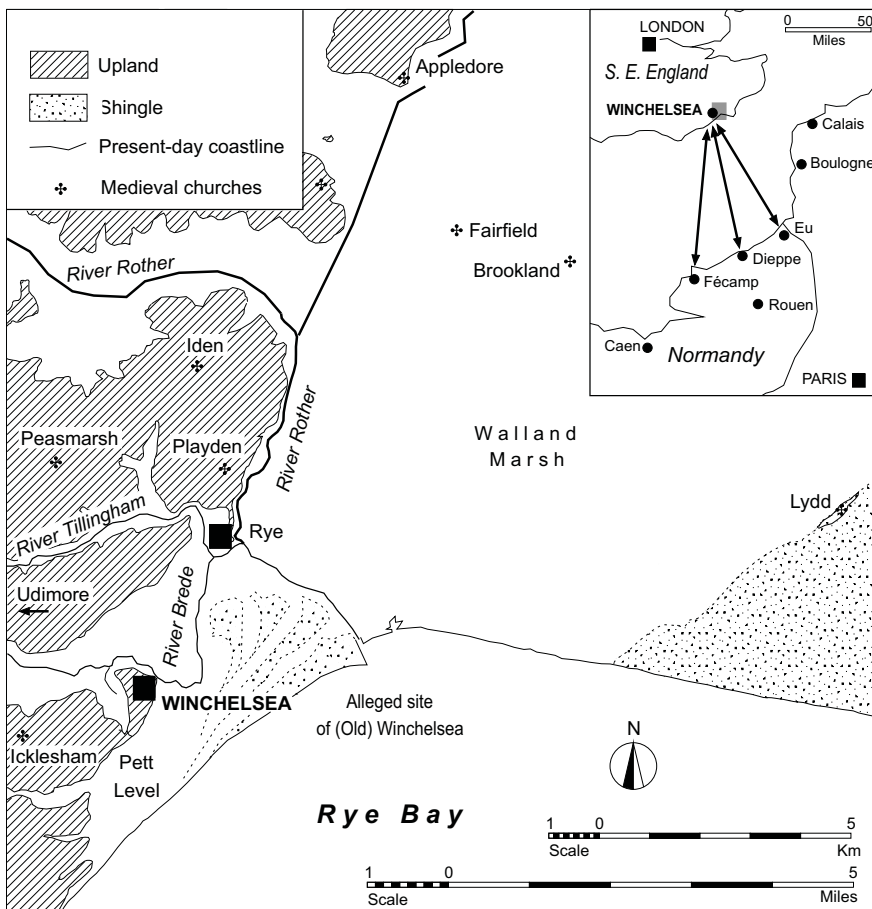 Upland
Shingle
Present-day coastline
Medieval churches
Appledore
LONDON
0 50
Miles
S. E. England
WINCHELSEA
Calais
Boulogne
Eu
Dieppe
Fécamp
Rouen
Caen
Normandy
PARIS
Fairfield
Brookland
River Rother
Iden
Peasmarsh
Playden
River Rother
Walland
Marsh
Lydd
River Tillingham
Rye
Udimore
River Brede
WINCHELSEA
Alleged site
of (Old) Winchelsea
Icklesham
Pett
Level
N
Rye Bay
1 0 5
Scale Km
1 0 5
Scale Miles